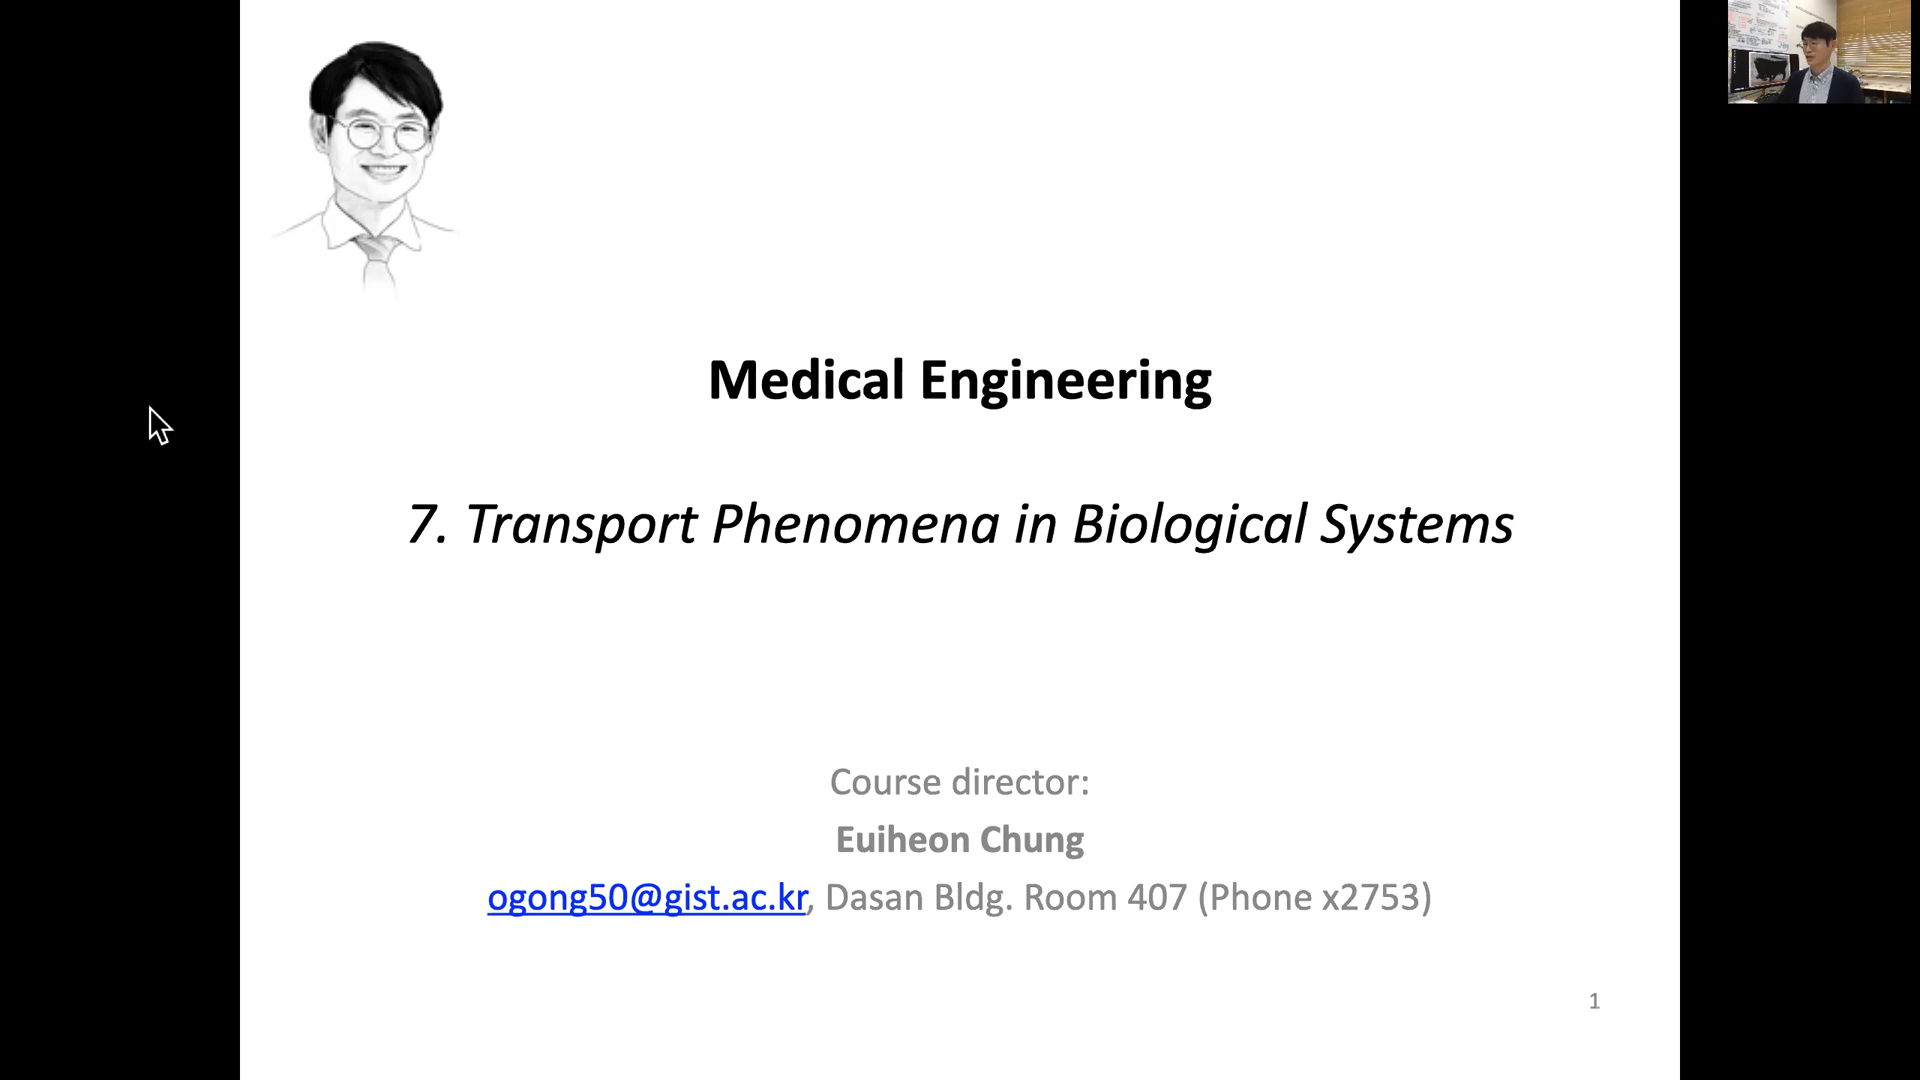 Medical Engineering
7. Transport Phenomena in Biological Systems
Course director:
Euiheon Chung
ogong50@gist.ac.kr, Dasan Bldg. Room 407 (Phone x2753)
1